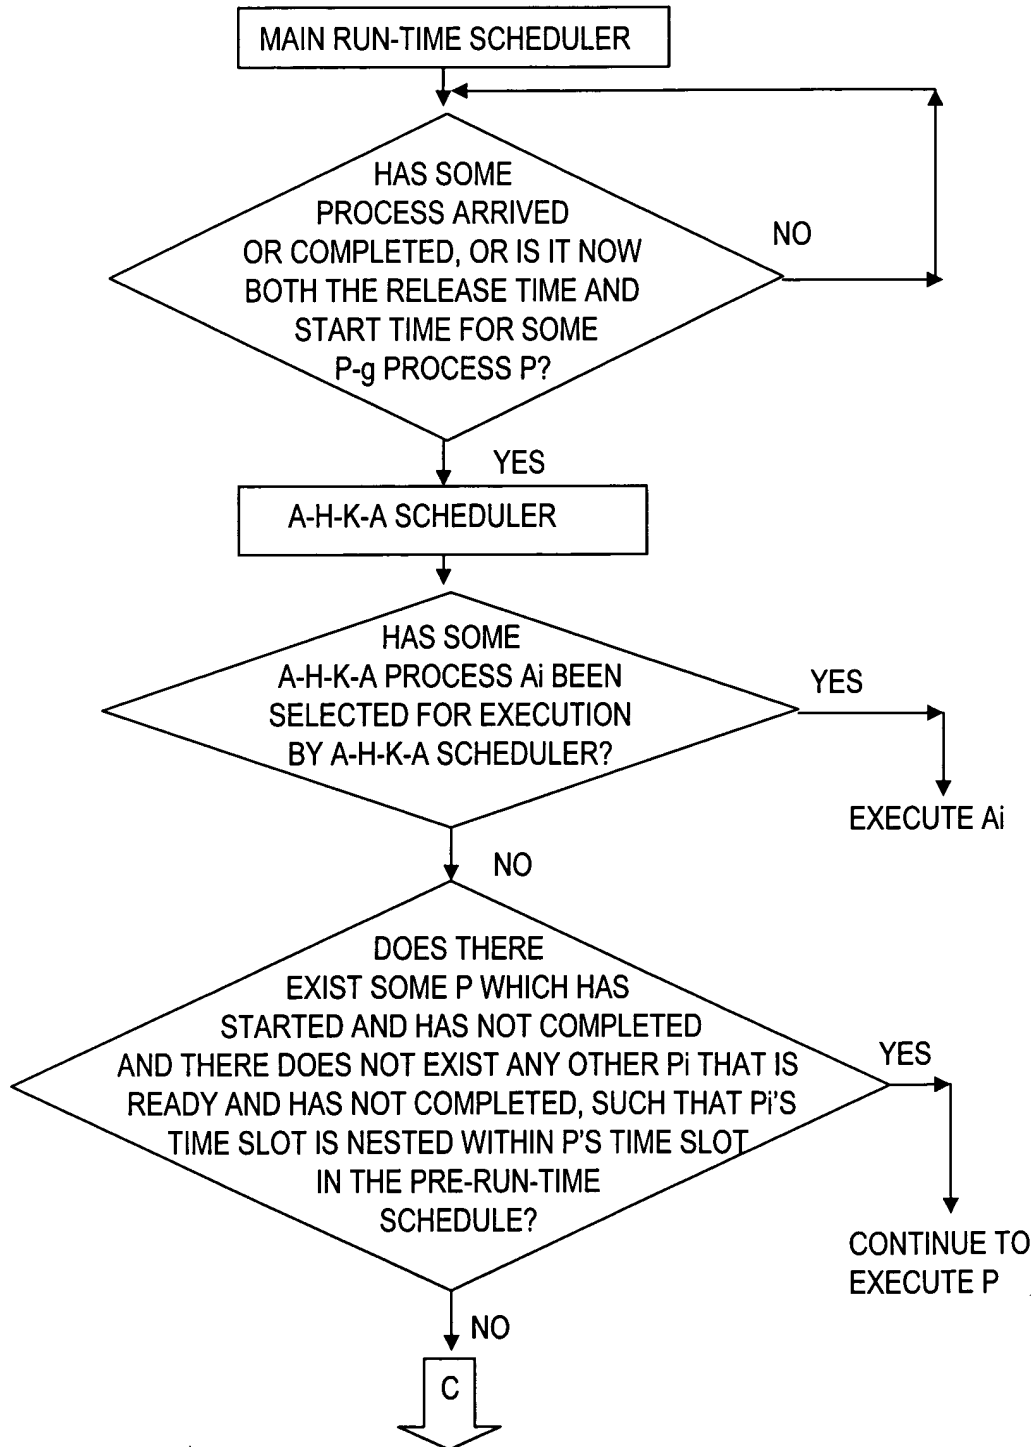 MAIN RUN-TIME SCHEDULER
HAS SOME
PROCESS ARRIVED
OR COMPLETED, OR IS IT NOW
BOTH THE RELEASE TIME AND
START TIME FOR SOME
P-g PROCESS P?
NO
YES
A-H-K-A SCHEDULER
HAS SOME
A-H-K-A PROCESS Ai BEEN
SELECTED FOR EXECUTION
BY A-H-K-A SCHEDULER?
YES
EXECUTE Ai
NO
DOES THERE
EXIST SOME P WHICH HAS
STARTED AND HAS NOT COMPLETED
AND THERE DOES NOT EXIST ANY OTHER Pi THAT IS
READY AND HAS NOT COMPLETED, SUCH THAT Pi'S
TIME SLOT IS NESTED WITHIN P'S TIME SLOT
IN THE PRE-RUN-TIME
SCHEDULE?
YES
CONTINUE TO
EXECUTE P
NO
C